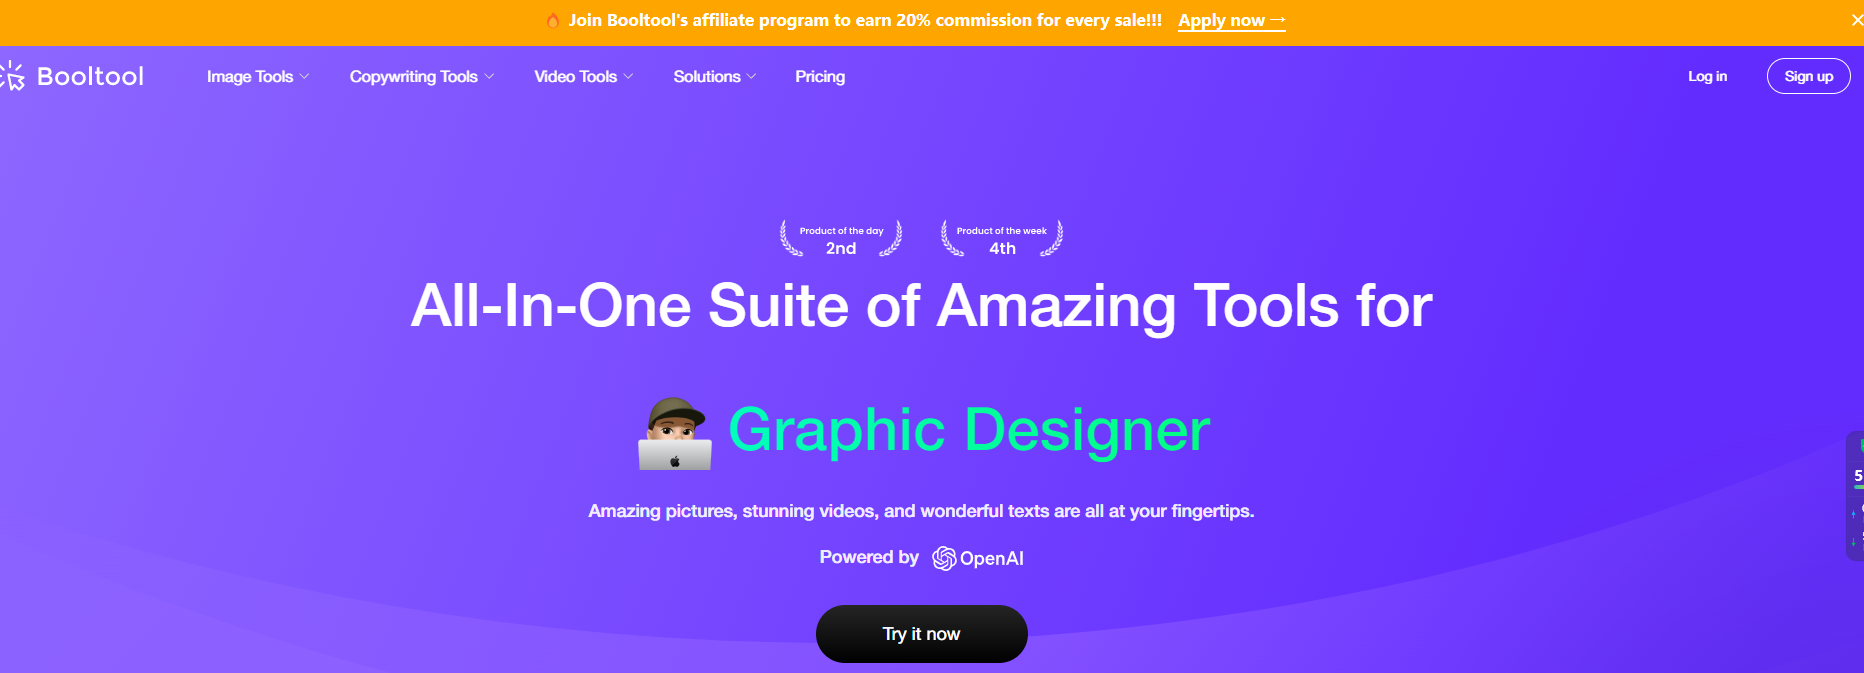 Join Booltool's affiliate program to earn 20% commission for every sale!!! Apply now →
Booltool Image Tools Copywriting Tools Video Tools Solutions Pricing Log in Sign up
Product of the day Product of the week
2nd 4th
All-In-One Suite of Amazing Tools for
Graphic Designer
Amazing pictures, stunning videos, and wonderful texts are all at your fingertips.
Powered by OpenAI
Try it now